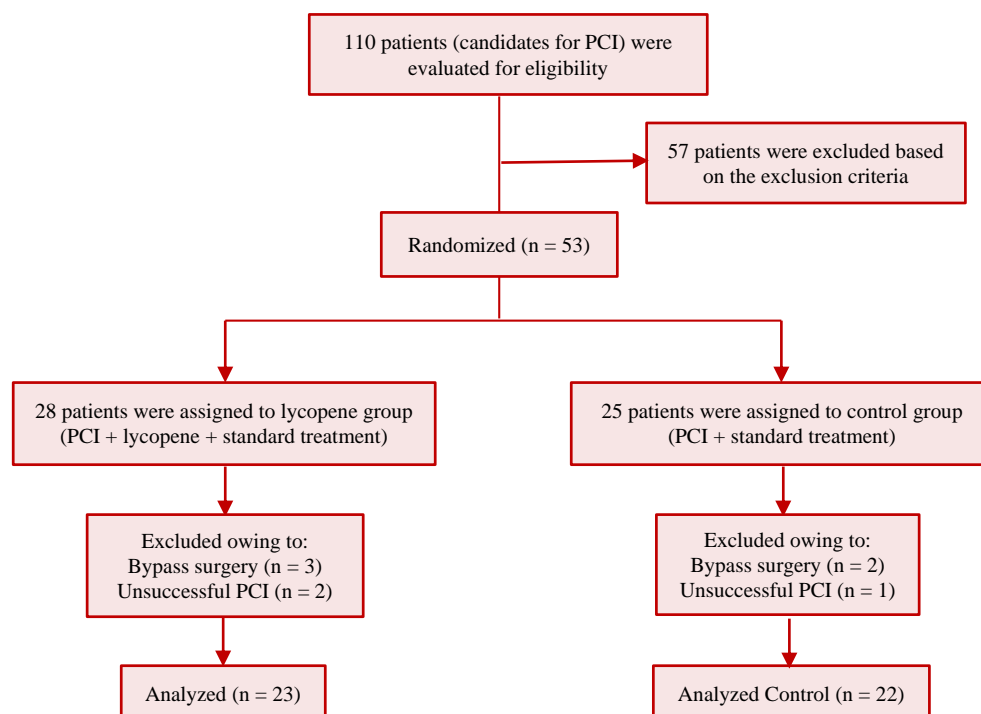 110 patients (candidates for PCI) were
evaluated for eligibility
57 patients were excluded based
on the exclusion criteria
Randomized (n = 53)
28 patients were assigned to lycopene group
(PCI + lycopene + standard treatment)
25 patients were assigned to control group
(PCI + standard treatment)
Excluded owing to:
Bypass surgery (n = 3)
Unsuccessful PCI (n = 2)
Excluded owing to:
Bypass surgery (n = 2)
Unsuccessful PCI (n = 1)
Analyzed (n = 23)
Analyzed Control (n = 22)